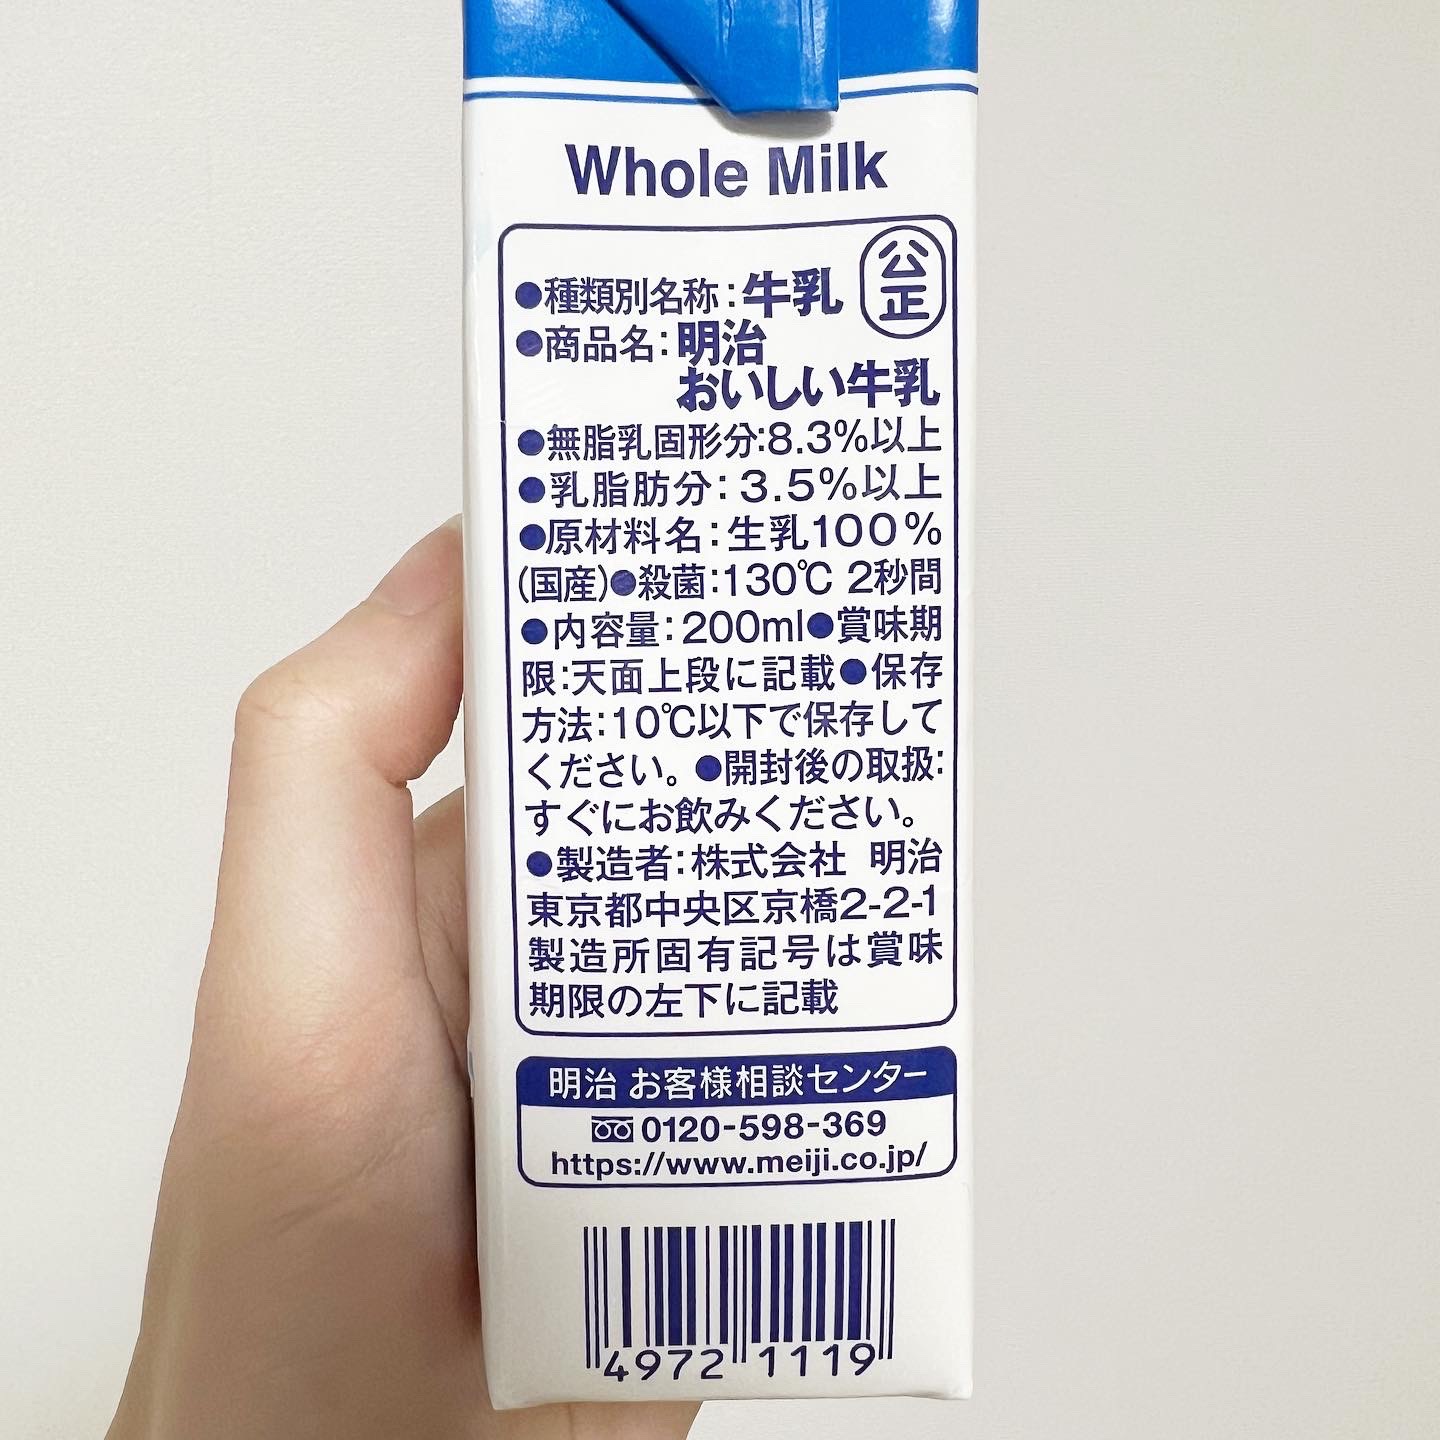 Whole Milk
公正
●種類別名称:牛乳
●商品名:明治
おいしい牛乳
●無脂乳固形分:8.3%以上
●乳脂肪分:3.5%以上
●原材料名:生乳100%
(国産)●殺菌:130℃ 2秒間
●内容量:200ml●賞味期
限:天面上段に記載●保存
方法:10℃以下で保存して
ください。●開封後の取扱:
すぐにお飲みください。
●製造者:株式会社 明治
東京都中央区京橋2-2-1
製造所固有記号は賞味
期限の左下に記載
明治 お客様相談センター
0120-598-369
https://www.meiji.co.jp/
4972 1119